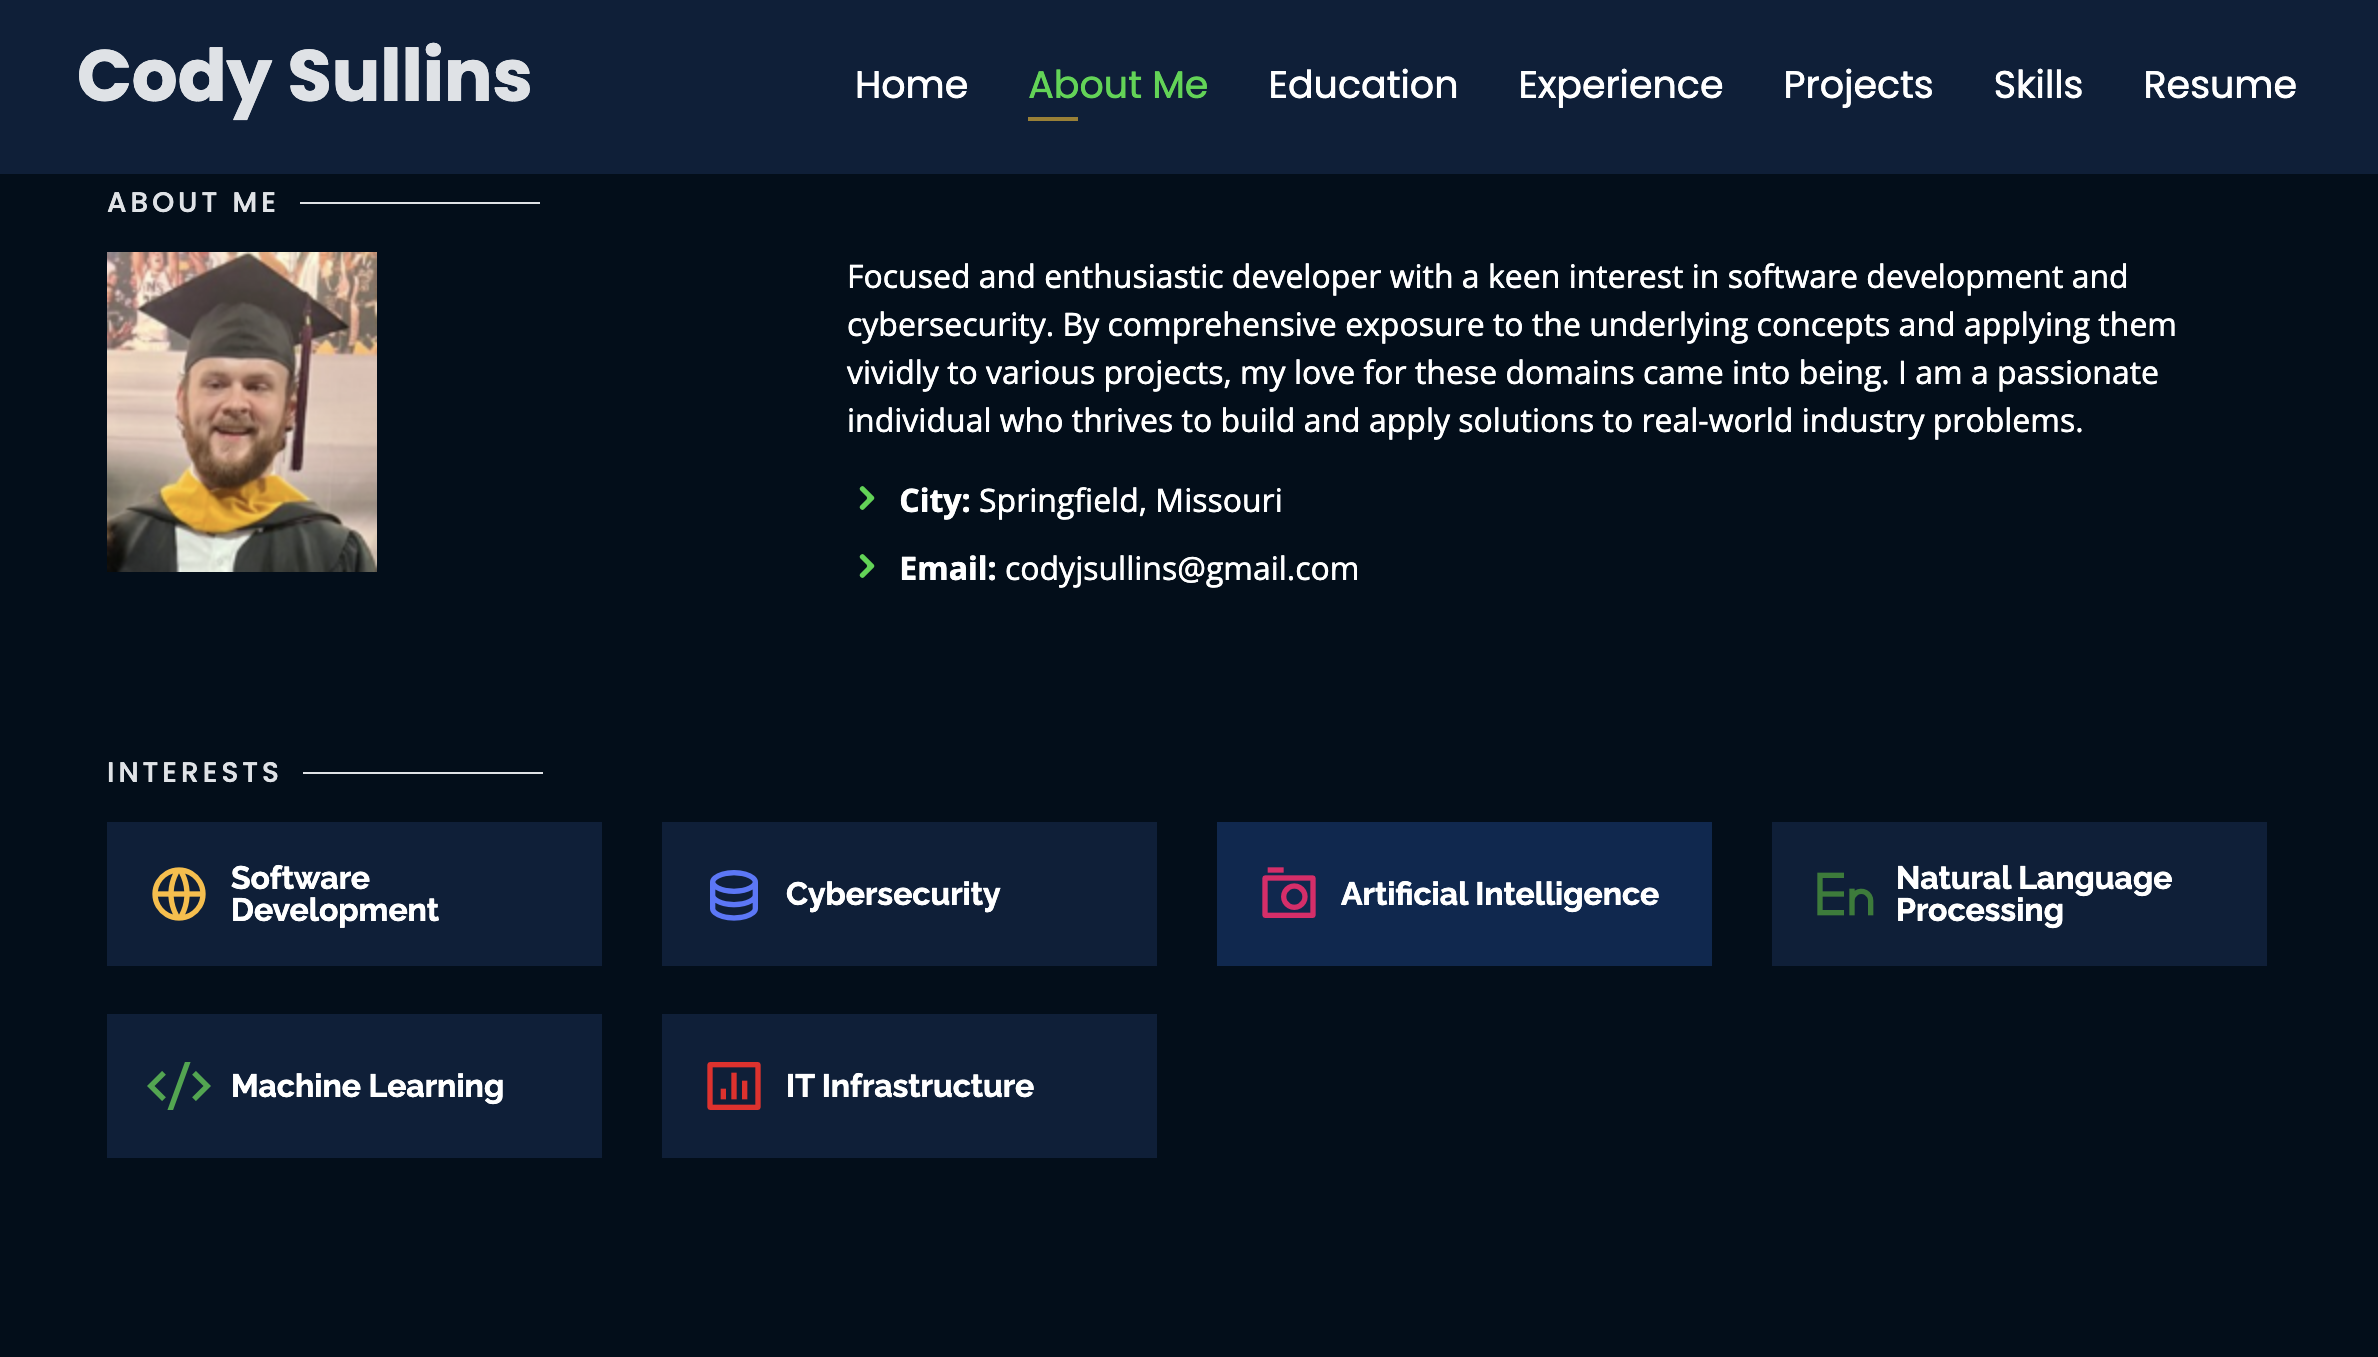 Cody Sullins
Home About Me Education Experience Projects Skills Resume
ABOUT ME
Focused and enthusiastic developer with a keen interest in software development and
cybersecurity. By comprehensive exposure to the underlying concepts and applying them
vividly to various projects, my love for these domains came into being. I am a passionate
individual who thrives to build and apply solutions to real-world industry problems.
City: Springfield, Missouri
Email: codyjsullins@gmail.com
INTERESTS
Software
Development
Cybersecurity
Artificial Intelligence
En
Natural Language
Processing
</> Machine Learning
IT Infrastructure